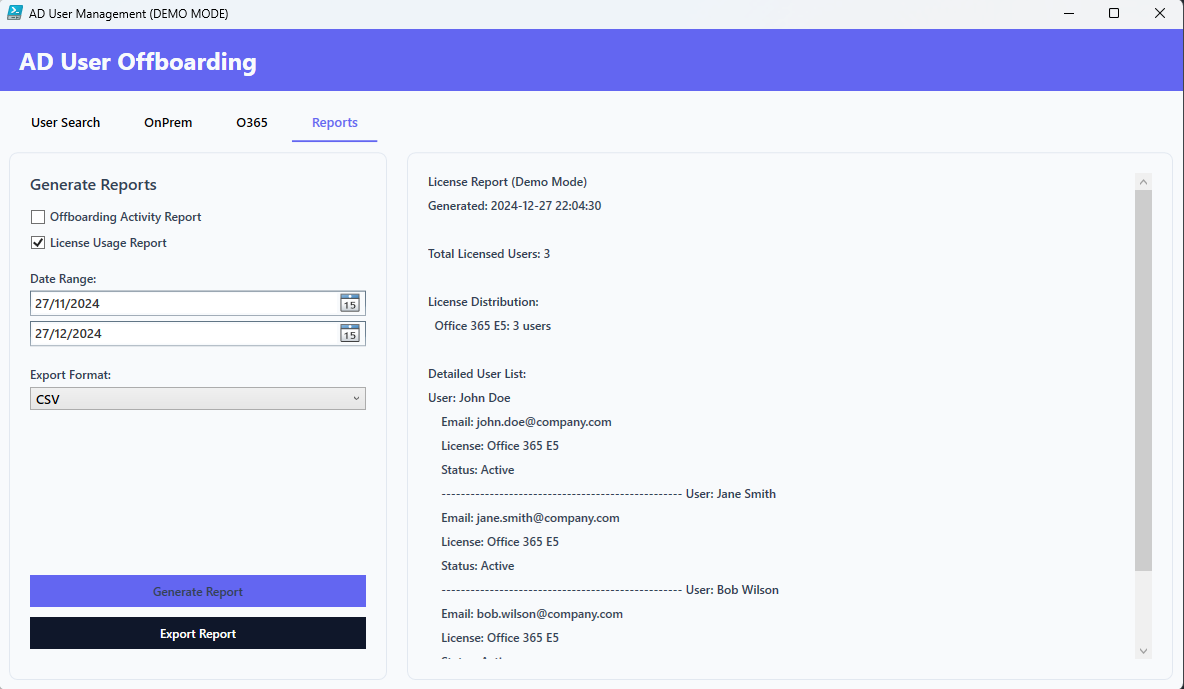 AD User Management (DEMO MODE)
AD User Offboarding
User Search
OnPrem
O365
Reports
Generate Reports
Offboarding Activity Report
License Usage Report
Date Range:
27/11/2024
15
27/12/2024
15
Export Format:
CSV
Generate Report
Export Report
License Report (Demo Mode)
Generated: 2024-12-27 22:04:30
Total Licensed Users: 3
License Distribution:
Office 365 E5: 3 users
Detailed User List:
User: John Doe
Email: john.doe@company.com
License: Office 365 E5
Status: Active
-------------------------------------------------- User: Jane Smith
Email: jane.smith@company.com
License: Office 365 E5
Status: Active
-------------------------------------------------- User: Bob Wilson
Email: bob.wilson@company.com
License: Office 365 E5